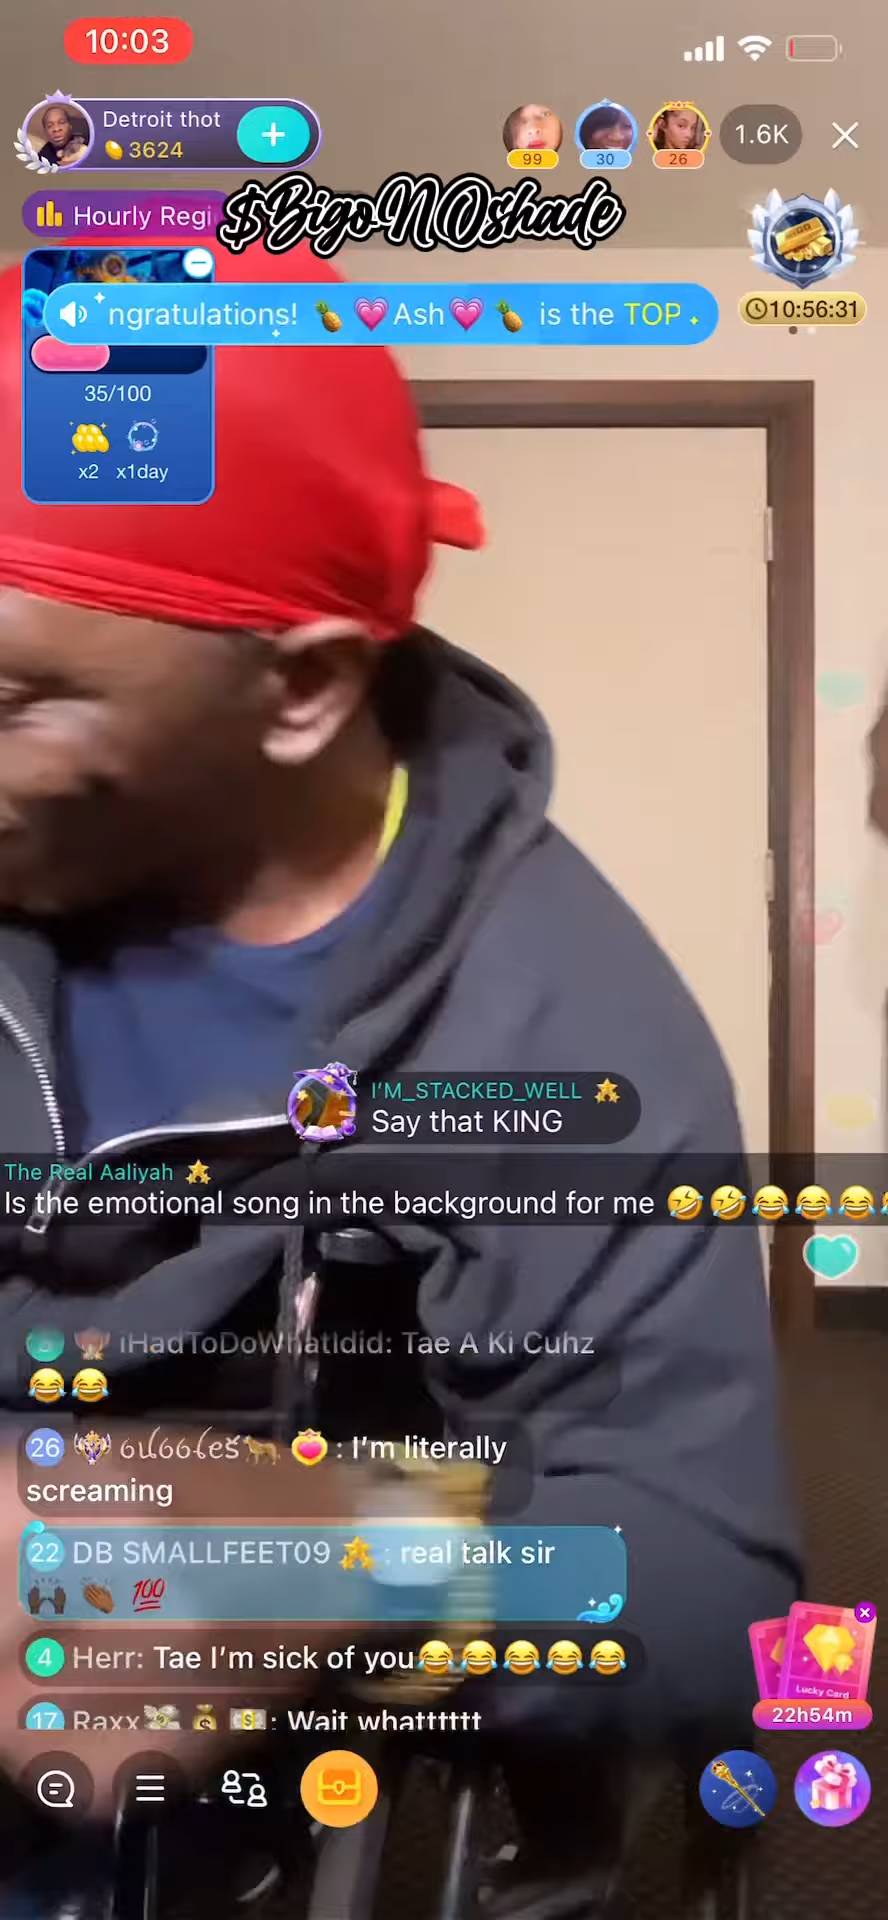 10:03
Detroit thot
3624
99
30
26
1.6K
Hourly Regi
$BigoNOshade
10:56:31
ngratulations! 🍍💗Ash💗🍍 is the TOP
35/100
x2 x1day
I'M_STACKED_WELL
Say that KING
The Real Aaliyah
Is the emotional song in the background for me 🤣🤣😂😂😂
iHadToDoWhatIdid: Tae A Ki Cuhz
😂😂
26 : I'm literally
screaming
22 DB SMALLFEET09 : real talk sir
🙌🏿👏🏾💯
4 Herr: Tae I'm sick of you😂😂😂😂😂
17 Raxx💸💰💵: Wait whatttttt
Lucky Card
22h54m